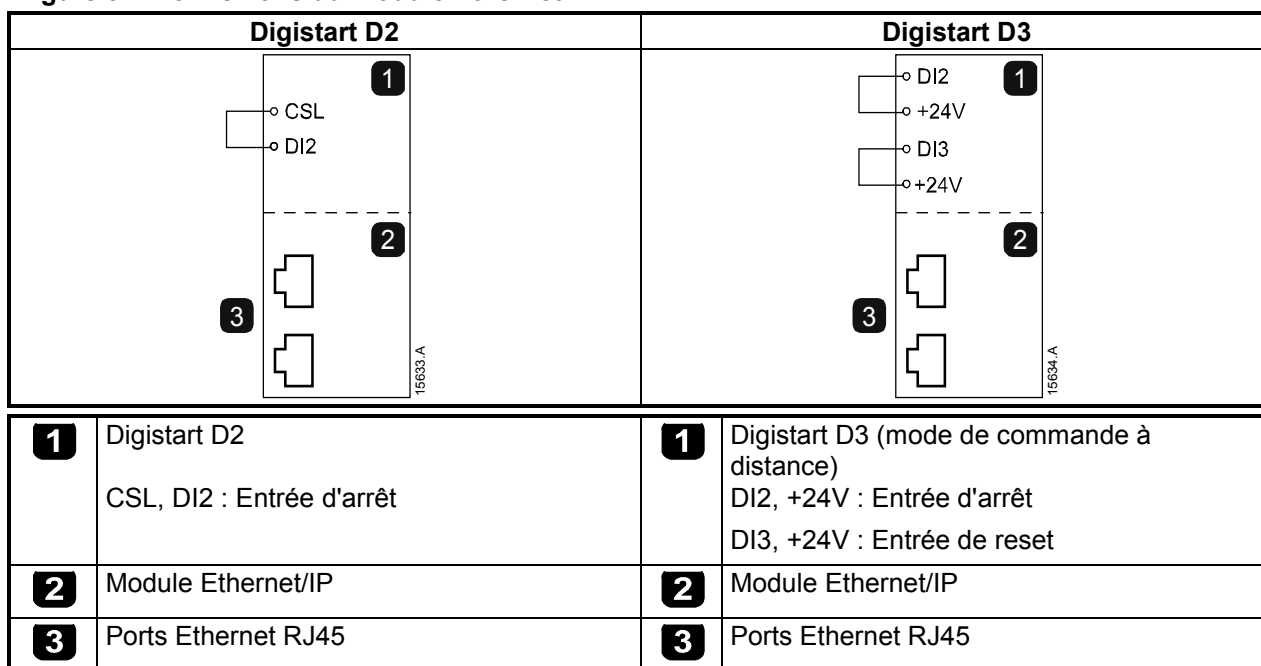 Digistart D2
Digistart D3
1
CSL
DI2
2
3
15633.A
DI2
1
+24V
DI3
+24V
2
3
15634.A
1 Digistart D2
CSL, DI2 : Entrée d'arrêt
1 Digistart D3 (mode de commande à
distance)
DI2, +24V : Entrée d'arrêt
DI3, +24V : Entrée de reset
2 Module Ethernet/IP
2 Module Ethernet/IP
3 Ports Ethernet RJ45
3 Ports Ethernet RJ45